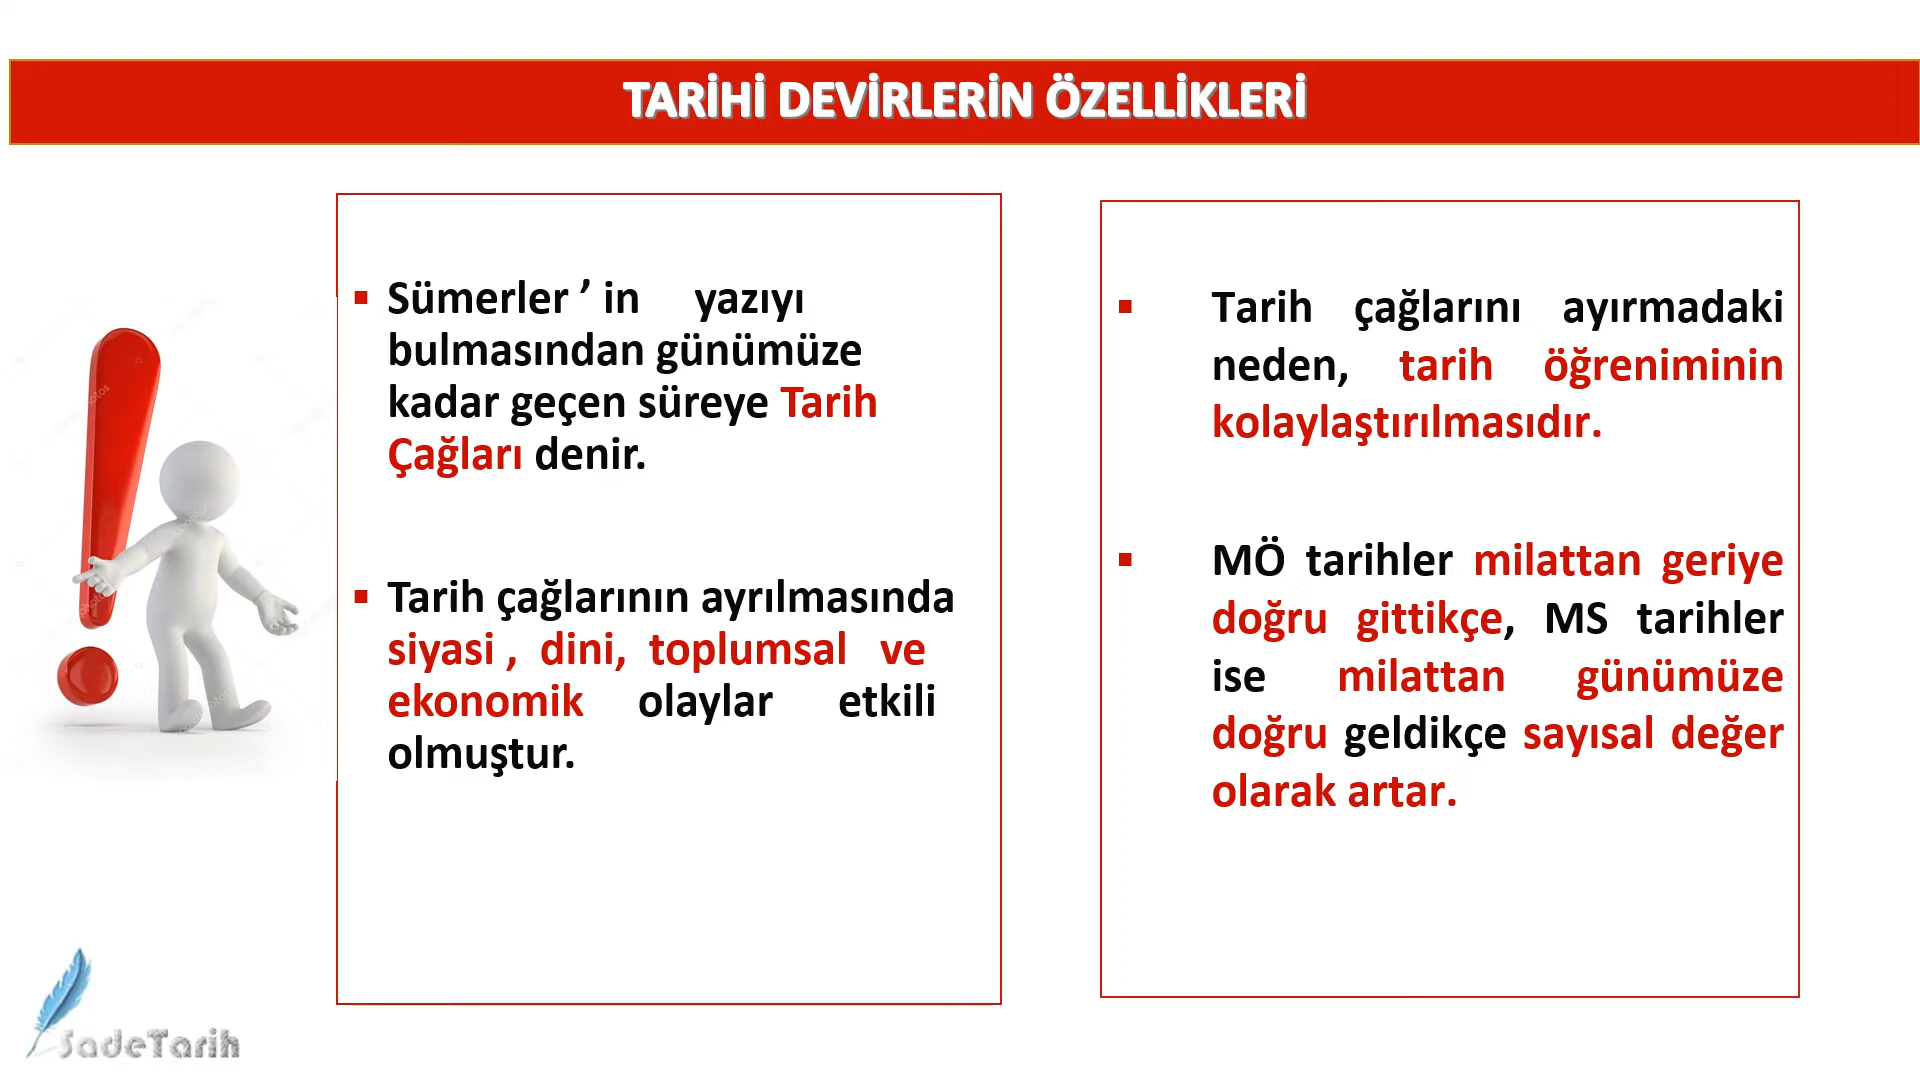 TARİHİ DEVİRLERİN ÖZELLİKLERİ
Sümerler ’ in yazıyı
bulmasından günümüze
kadar geçen süreye Tarih
Çağları denir.
Tarih çağlarının ayrılmasında
siyasi , dini, toplumsal ve
ekonomik olaylar etkili
olmuştur.
Tarih çağlarını ayırmadaki
neden, tarih öğreniminin
kolaylaştırılmasıdır.
MÖ tarihler milattan geriye
doğru gittikçe, MS tarihler
ise milattan günümüze
doğru geldikçe sayısal değer
olarak artar.
SadeTarih